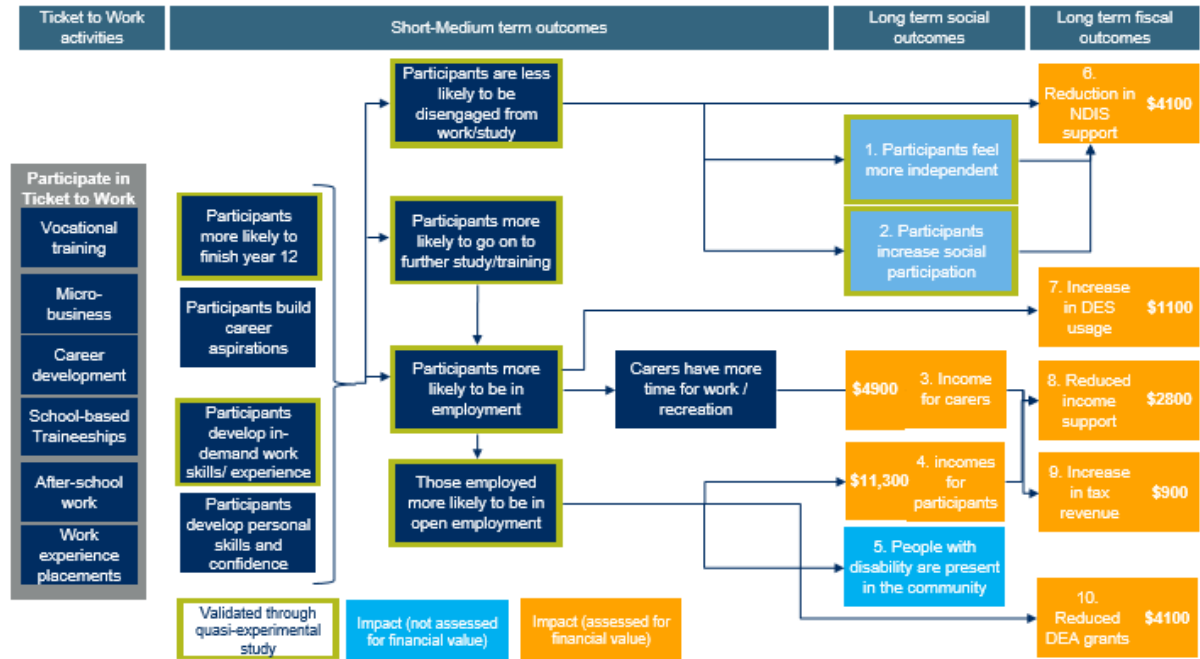 Ticket to Work
activities
Short-Medium term outcomes
Long term social
outcomes
Long term fiscal
outcomes
Participate in
Ticket to Work
Vocational
training
Micro-
business
Career
development
School-based
Traineeships
After-school
work
Work
experience
placements
Participants
more likely to
finish year 12
Participants build
career
aspirations
Participants
develop in-
demand work
skills/ experience
Participants
develop personal
skills and
confidence
Participants are less
likely to be
disengaged from
work/study
Participants more
likely to go on to
further study/training
Participants more
likely to be in
employment
Those employed
more likely to be in
open employment
Carers have more
time for work /
recreation
1. Participants feel
more independent
2. Participants
increase social
participation
$4900
3. Income
for carers
$11,300
4. incomes
for
participants
5. People with
disability are present
in the community
6.
Reduction in
NDIS
support
$4100
7. Increase
in DES
usage
$1100
8. Reduced
income
support
$2800
9. Increase
in tax
revenue
$900
10.
Reduced
DEA grants
$4100
Validated through
quasi-experimental
study
Impact (not assessed
for financial value)
Impact (assessed for
financial value)